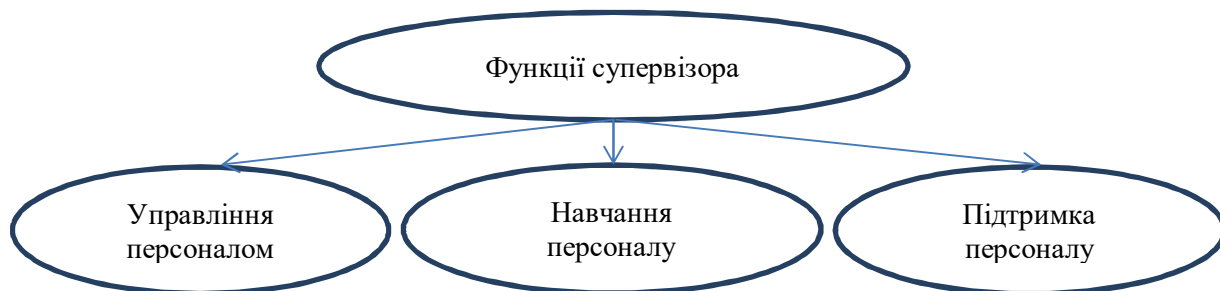 Функції супервізора
Управління
персоналом
Навчання
персоналу
Підтримка
персоналу